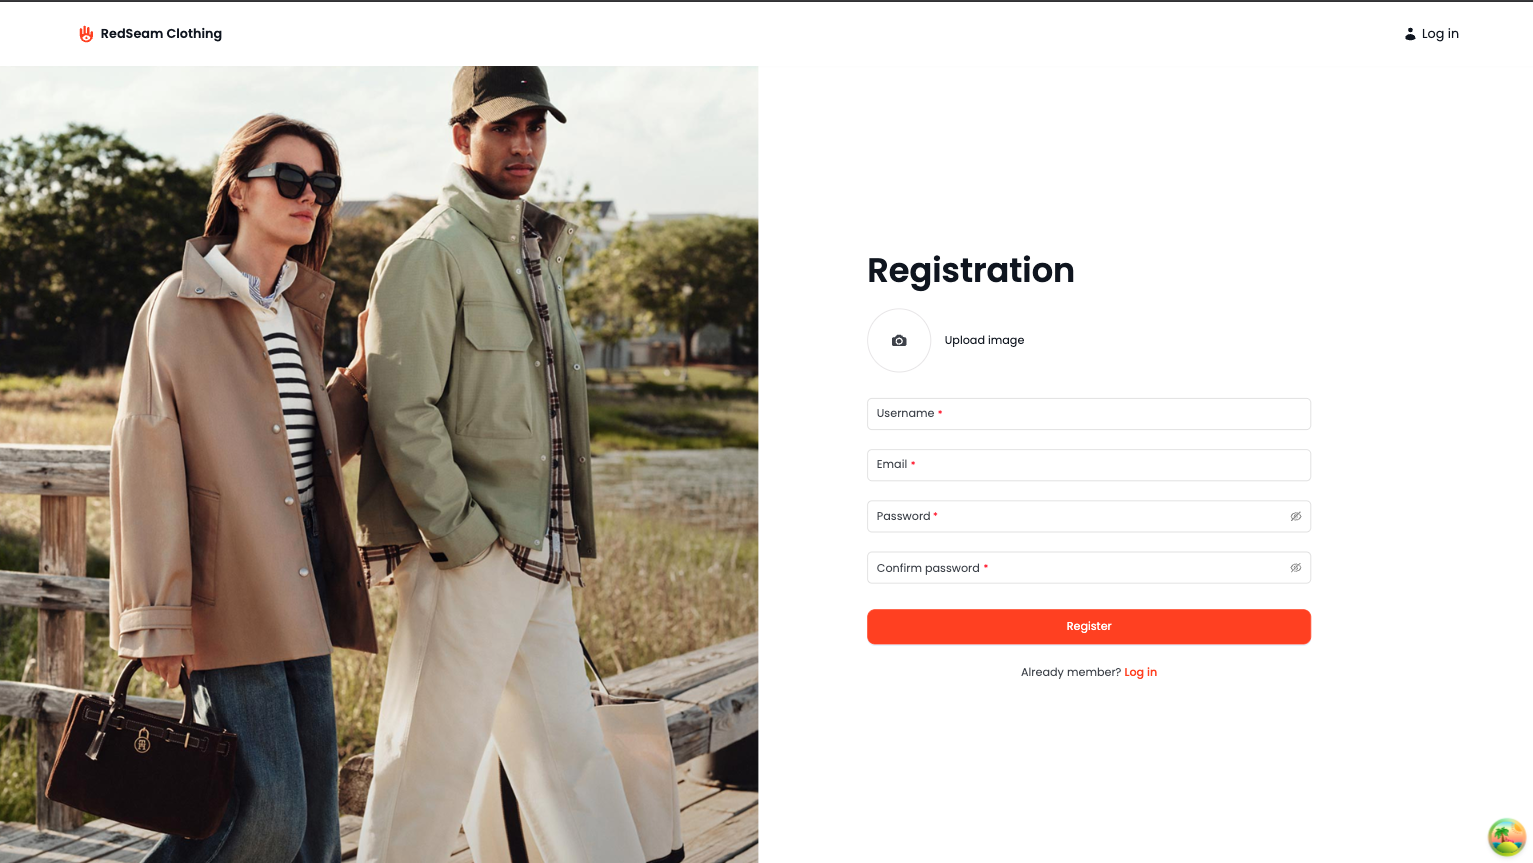 RedSeam Clothing
Log in
Registration
Upload image
Username *
Email *
Password *
Confirm password *
Register
Already member? Log in